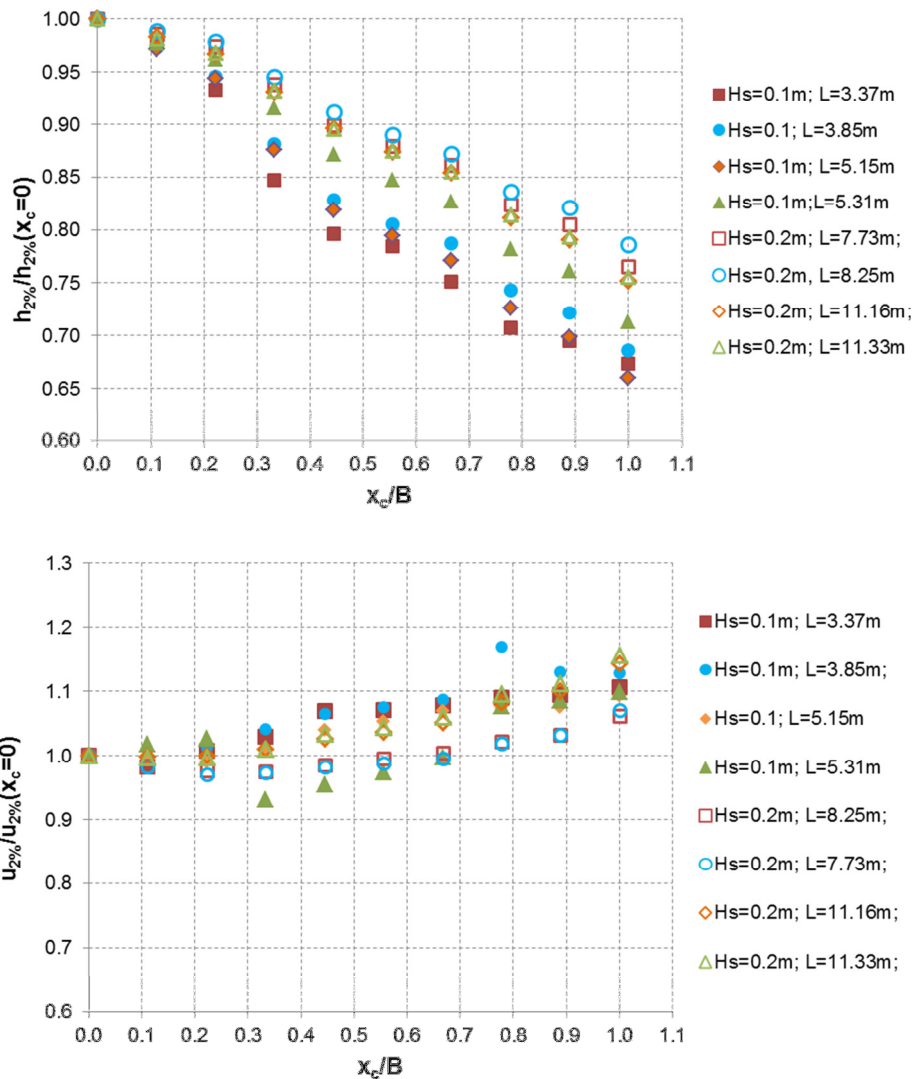 1.00
0.95
0.90
0.85
0.80
0.75
0.70
0.65
0.60
h2%/h2%(xc=0)
0.0 0.1 0.2 0.3 0.4 0.5 0.6 0.7 0.8 0.9 1.0 1.1
xc/B
Hs=0.1m; L=3.37m
Hs=0.1; L=3.85m
Hs=0.1m; L=5.15m
Hs=0.1m;L=5.31m
Hs=0.2m; L=7.73m;
Hs=0.2m, L=8.25m
Hs=0.2m, L=11.16m;
Hs=0.2m; L=11.33m
1.3
1.2
1.1
1.0
0.9
0.8
0.7
0.6
u2%/u2%(xc=0)
0.0 0.1 0.2 0.3 0.4 0.5 0.6 0.7 0.8 0.9 1.0 1.1
xc/B
Hs=0.1m; L=3.37m
Hs=0.1m; L=3.85m;
Hs=0.1; L=5.15m
Hs=0.1m; L=5.31m
Hs=0.2m; L=8.25m;
Hs=0.2m; L=7.73m;
Hs=0.2m; L=11.16m;
Hs=0.2m; L=11.33m;